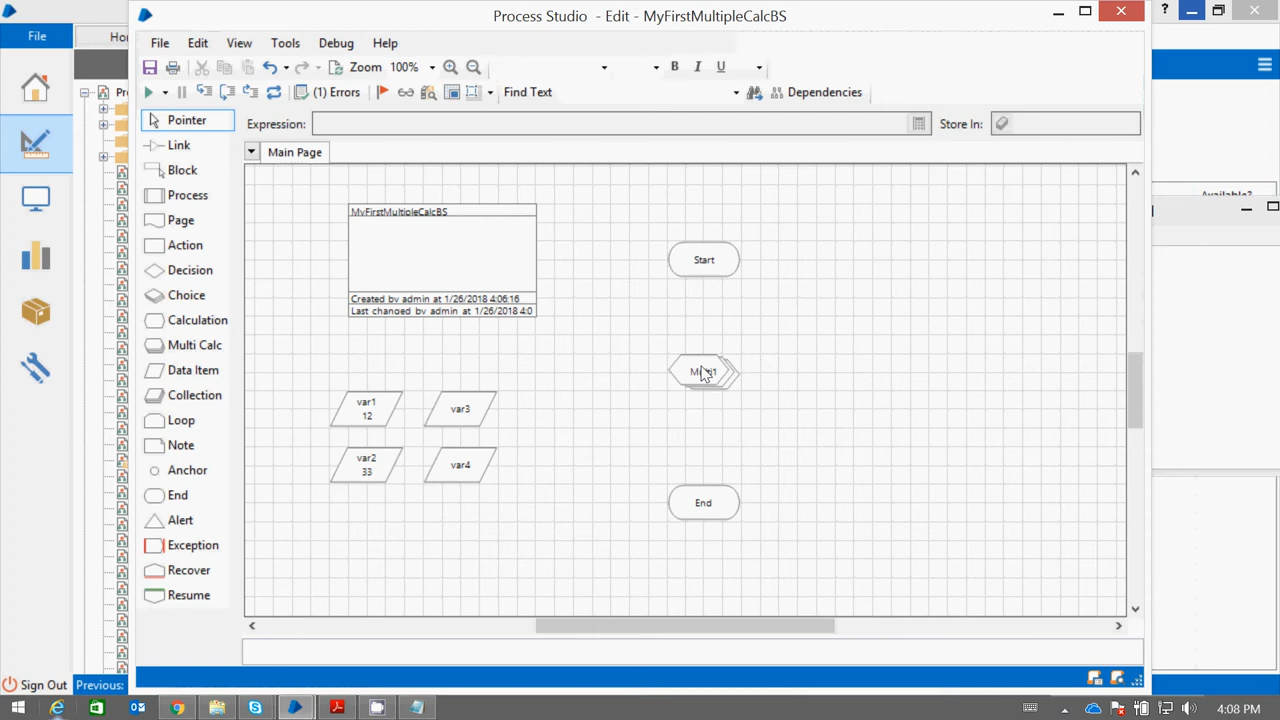 Process Studio - Edit - MyFirstMultipleCalcBS
File
Ho
File Edit View Tools Debug Help
Zoom 100% B I U
(1) Errors Find Text Dependencies
Pr
Expression: Store In:
Main Page
Pointer
Link
Block
Process
Page
Action
Decision
Choice
Calculation
Multi Calc
Data Item
Collection
Loop
Note
Anchor
End
Alert
Exception
Recover
Resume
MyFirstMultipleCalcBS
Created by admin at 1/26/2018 4:06:16
Last changed by admin at 1/26/2018 4:0
Start
Multi1
End
var1
12
var3
var2
33
var4
Available?
Sign Out Previous:
4:08 PM